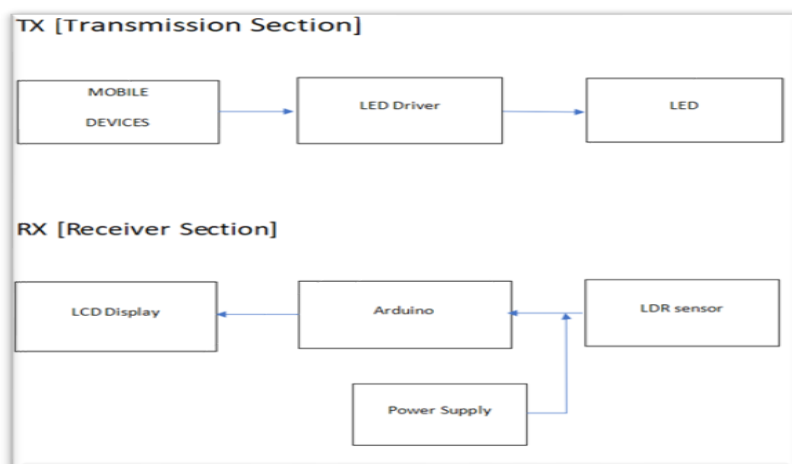 TX [Transmission Section]
MOBILE
DEVICES
LED Driver
LED
RX [Receiver Section]
LCD Display
Arduino
LDR sensor
Power Supply